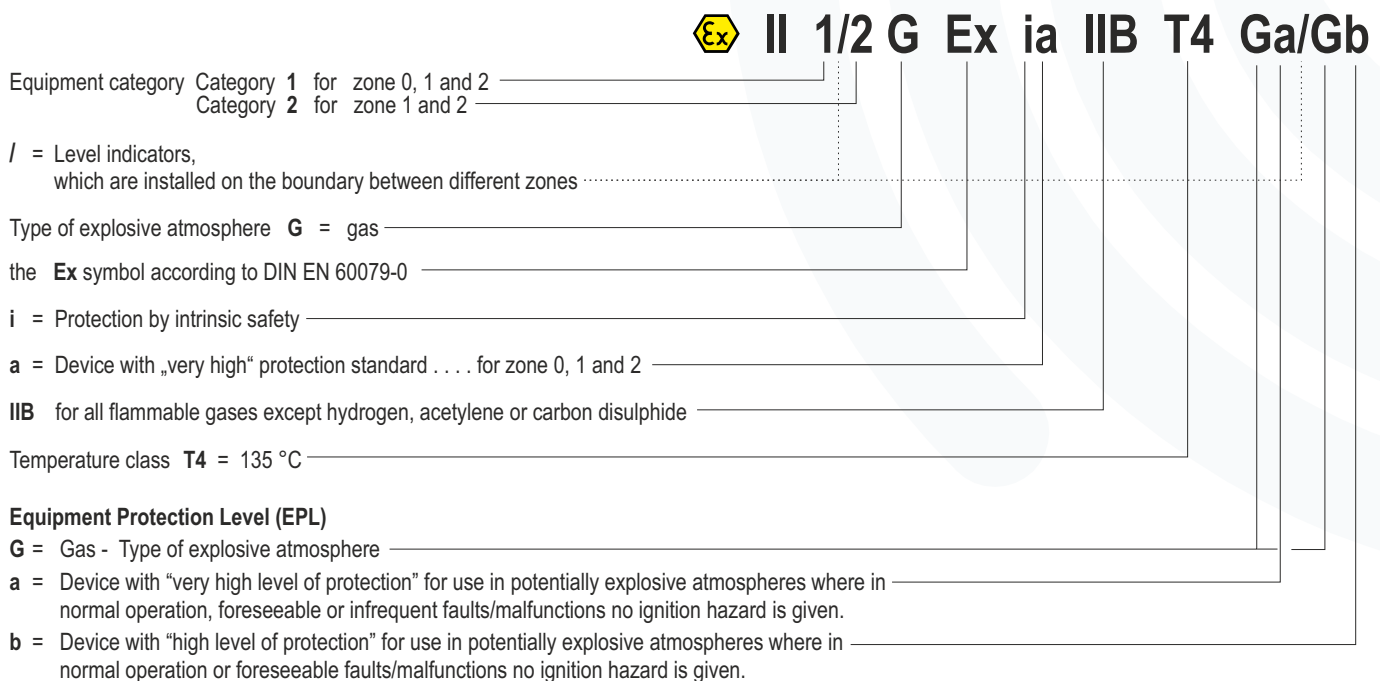 Ex II 1/2 G Ex ia IIB T4 Ga/Gb
Equipment category Category 1 for zone 0, 1 and 2
Category 2 for zone 1 and 2
/ = Level indicators,
which are installed on the boundary between different zones
Type of explosive atmosphere G = gas
the Ex symbol according to DIN EN 60079-0
i = Protection by intrinsic safety
a = Device with „very high“ protection standard . . . . for zone 0, 1 and 2
IIB for all flammable gases except hydrogen, acetylene or carbon disulphide
Temperature class T4 = 135 °C
Equipment Protection Level (EPL)
G = Gas - Type of explosive atmosphere
a = Device with “very high level of protection” for use in potentially explosive atmospheres where in
normal operation, foreseeable or infrequent faults/malfunctions no ignition hazard is given.
b = Device with “high level of protection” for use in potentially explosive atmospheres where in
normal operation or foreseeable faults/malfunctions no ignition hazard is given.